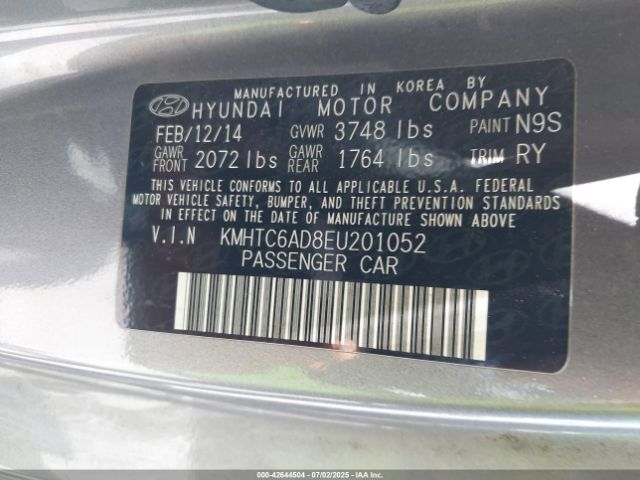 MANUFACTURED IN KOREA BY
HYUNDAI MOTOR COMPANY
FEB/12/14 GVWR 3748 lbs PAINT N9S
GAWR FRONT 2072 lbs GAWR REAR 1764 lbs TRIM RY
THIS VEHICLE CONFORMS TO ALL APPLICABLE U.S.A. FEDERAL
MOTOR VEHICLE SAFETY, BUMPER, AND THEFT PREVENTION STANDARDS
IN EFFECT ON THE DATE OF MANUFACTURE SHOWN ABOVE
V.I.N KMHTC6AD8EU201052
PASSENGER CAR
000-42644504 - 07/02/2025 - IAAI.COM